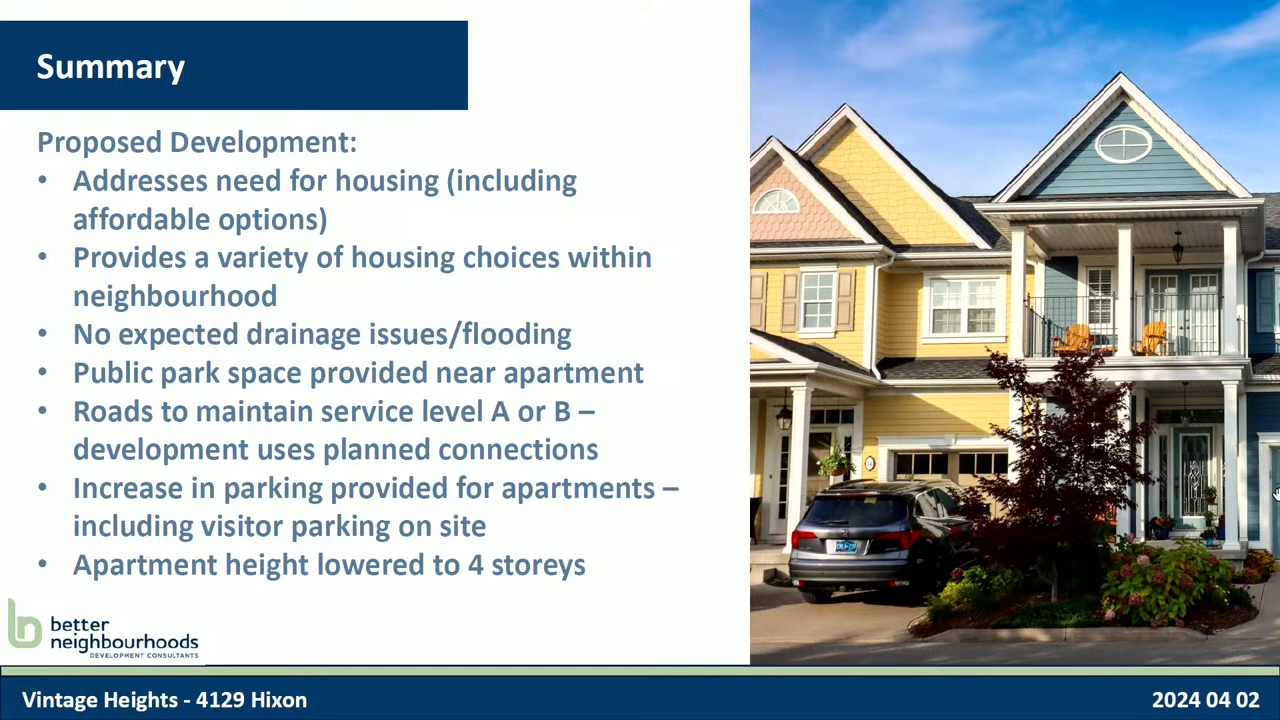 Summary
Proposed Development:
• Addresses need for housing (including
affordable options)
• Provides a variety of housing choices within
neighbourhood
• No expected drainage issues/flooding
• Public park space provided near apartment
• Roads to maintain service level A or B –
development uses planned connections
• Increase in parking provided for apartments –
including visitor parking on site
• Apartment height lowered to 4 storeys
better
neighbourhoods
DEVELOPMENT CONSULTANTS
Vintage Heights - 4129 Hixon
2024 04 02